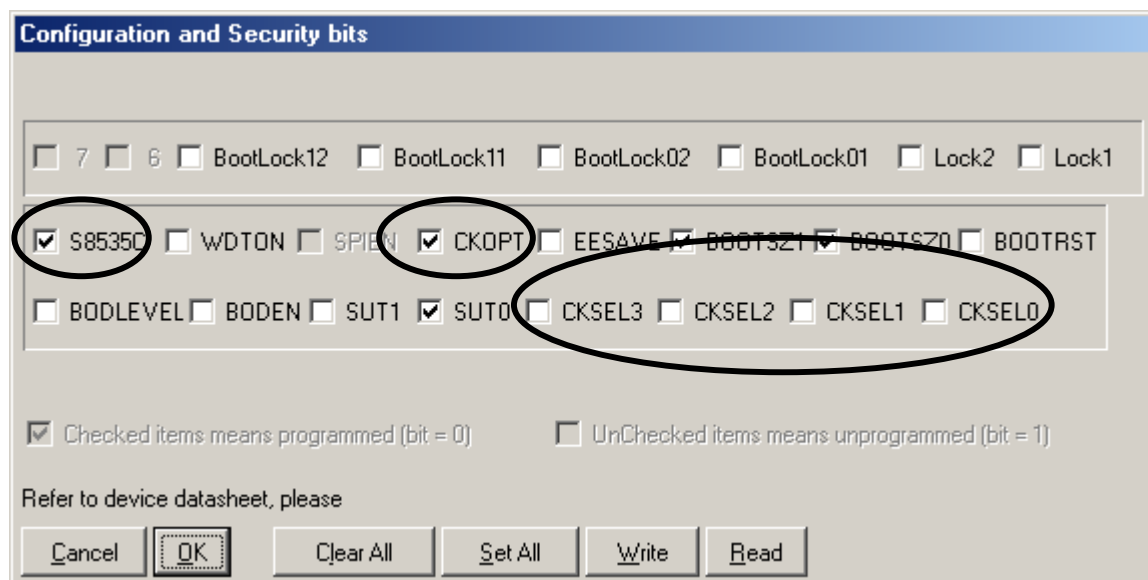 Configuration and Security bits
7 6 BootLock12 BootLock11 BootLock02 BootLock01 Lock2 Lock1
S8535C WDTON SPIEN CKOPT EESAVE BOOTSZ1 BOOTSZ0 BOOTRST
BODLEVEL BODEN SUT1 SUT0 CKSEL3 CKSEL2 CKSEL1 CKSEL0
Checked items means programmed (bit = 0) UnChecked items means unprogrammed (bit = 1)
Refer to device datasheet, please
Cancel OK Clear All Set All Write Read